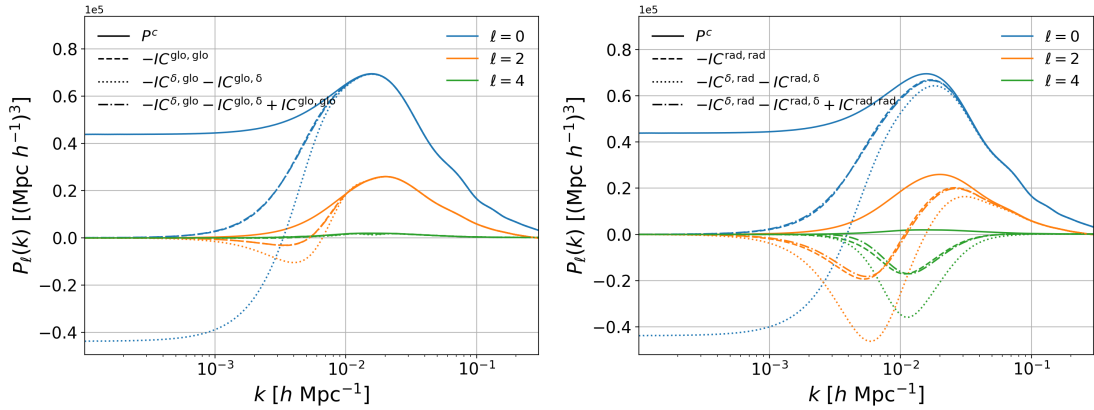 1e5
P_ℓ(k) [(Mpc h⁻¹)³]
0.8
0.6
0.4
0.2
0.0
−0.2
−0.4
P^c
−IC^{glo, glo}
−IC^{δ, glo} − IC^{glo, δ}
−IC^{δ, glo} − IC^{glo, δ} + IC^{glo, glo}
ℓ = 0
ℓ = 2
ℓ = 4
10⁻³ 10⁻² 10⁻¹
k [h Mpc⁻¹]
1e5
P_ℓ(k) [(Mpc h⁻¹)³]
0.8
0.6
0.4
0.2
0.0
−0.2
−0.4
P^c
−IC^{rad, rad}
−IC^{δ, rad} − IC^{rad, δ}
−IC^{δ, rad} − IC^{rad, δ} + IC^{rad, rad}
ℓ = 0
ℓ = 2
ℓ = 4
10⁻³ 10⁻² 10⁻¹
k [h Mpc⁻¹]